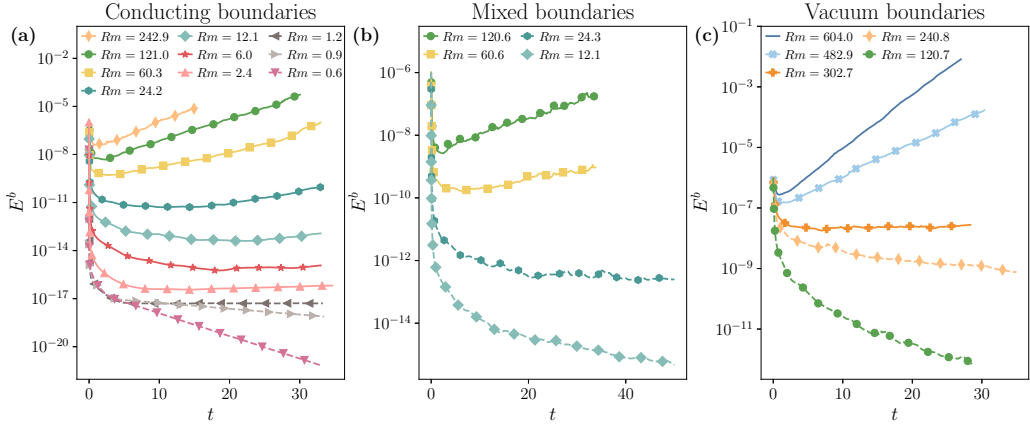 Conducting boundaries
(a)
Rm = 242.9
Rm = 121.0
Rm = 60.3
Rm = 24.2
Rm = 12.1
Rm = 6.0
Rm = 2.4
Rm = 1.2
Rm = 0.9
Rm = 0.6
E^b
10^-2
10^-5
10^-8
10^-11
10^-14
10^-17
10^-20
0 10 20 30
t
Mixed boundaries
(b)
Rm = 120.6
Rm = 60.6
Rm = 24.3
Rm = 12.1
E^b
10^-6
10^-8
10^-10
10^-12
10^-14
0 20 40
t
Vacuum boundaries
(c)
Rm = 604.0
Rm = 482.9
Rm = 302.7
Rm = 240.8
Rm = 120.7
E^b
10^-1
10^-3
10^-5
10^-7
10^-9
10^-11
0 10 20 30
t